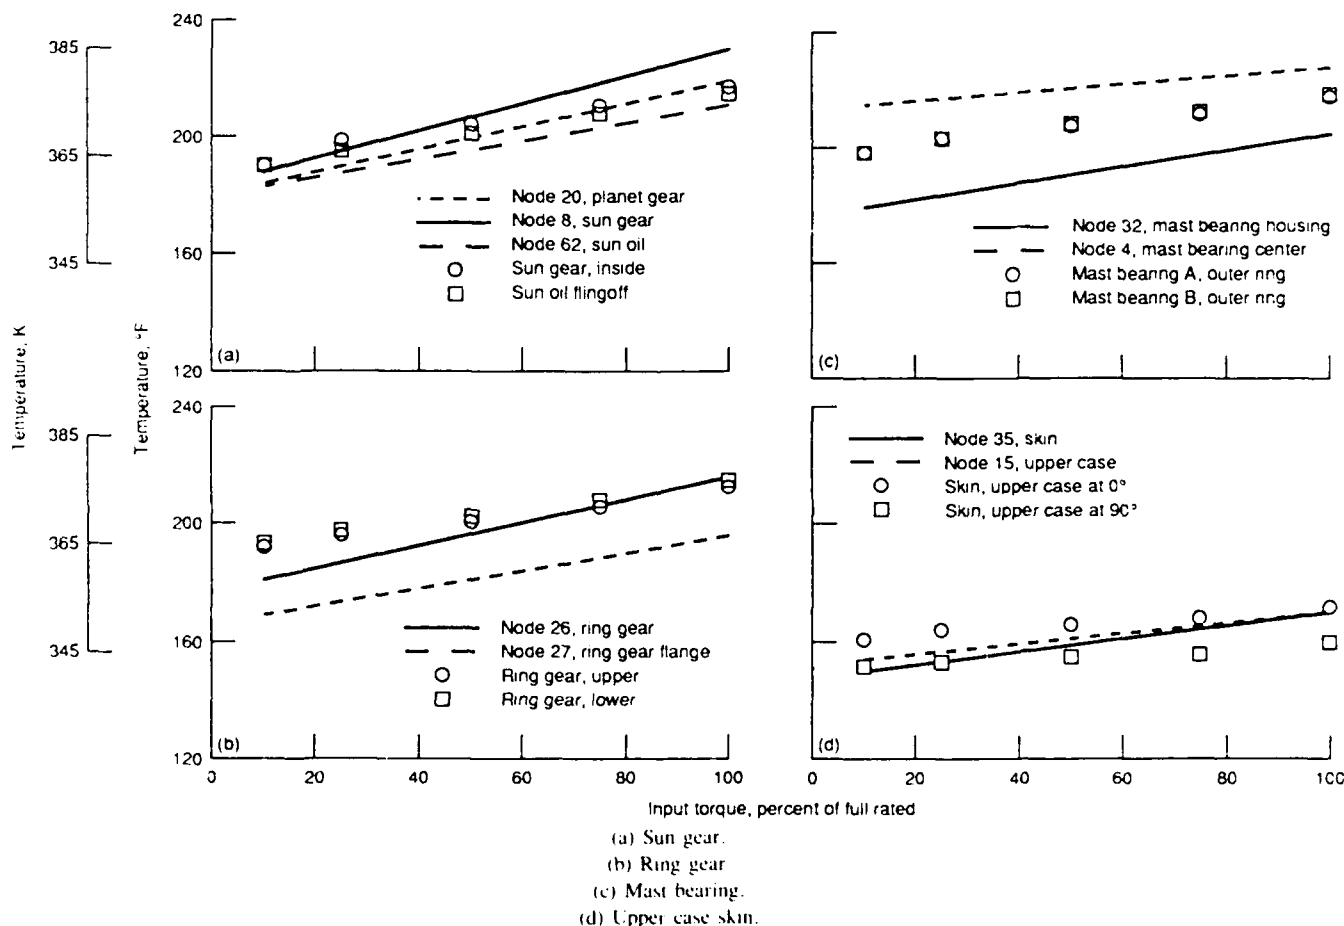 240
200
160
120
385
365
345
Temperature, K
Temperature, °F
Node 20, planet gear
Node 8, sun gear
Node 62, sun oil
Sun gear, inside
Sun oil flingoff
(a)
Node 32, mast bearing housing
Node 4, mast bearing center
Mast bearing A, outer ring
Mast bearing B, outer ring
(c)
240
200
160
120
385
365
345
Node 26, ring gear
Node 27, ring gear flange
Ring gear, upper
Ring gear, lower
(b)
0 20 40 60 80 100
Node 35, skin
Node 15, upper case
Skin, upper case at 0°
Skin, upper case at 90°
(d)
0 20 40 60 80 100
Input torque, percent of full rated
(a) Sun gear.
(b) Ring gear
(c) Mast bearing.
(d) Upper case skin.